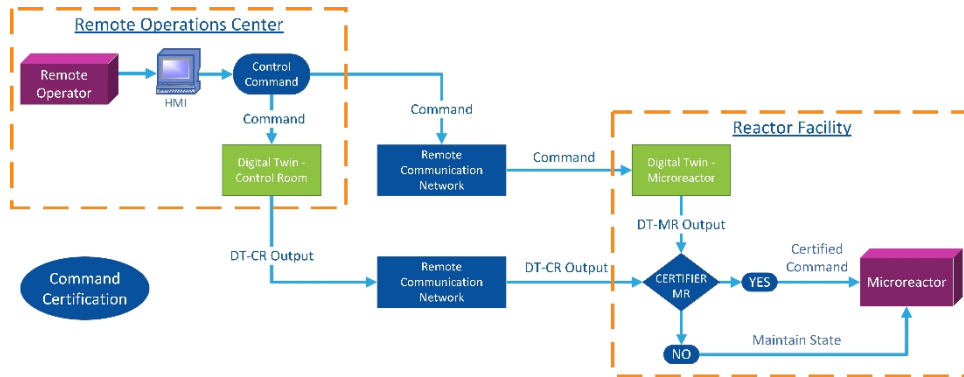 Remote Operations Center
Remote
Operator
HMI
Control
Command
Command
Command
Digital Twin -
Control Room
Remote
Communication
Network
Command
Reactor Facility
Digital Twin -
Microreactor
DT-MR Output
DT-CR Output
Remote
Communication
Network
DT-CR Output
CERTIFIER
MR
YES
Certified
Command
Microreactor
NO
Maintain State
Command
Certification